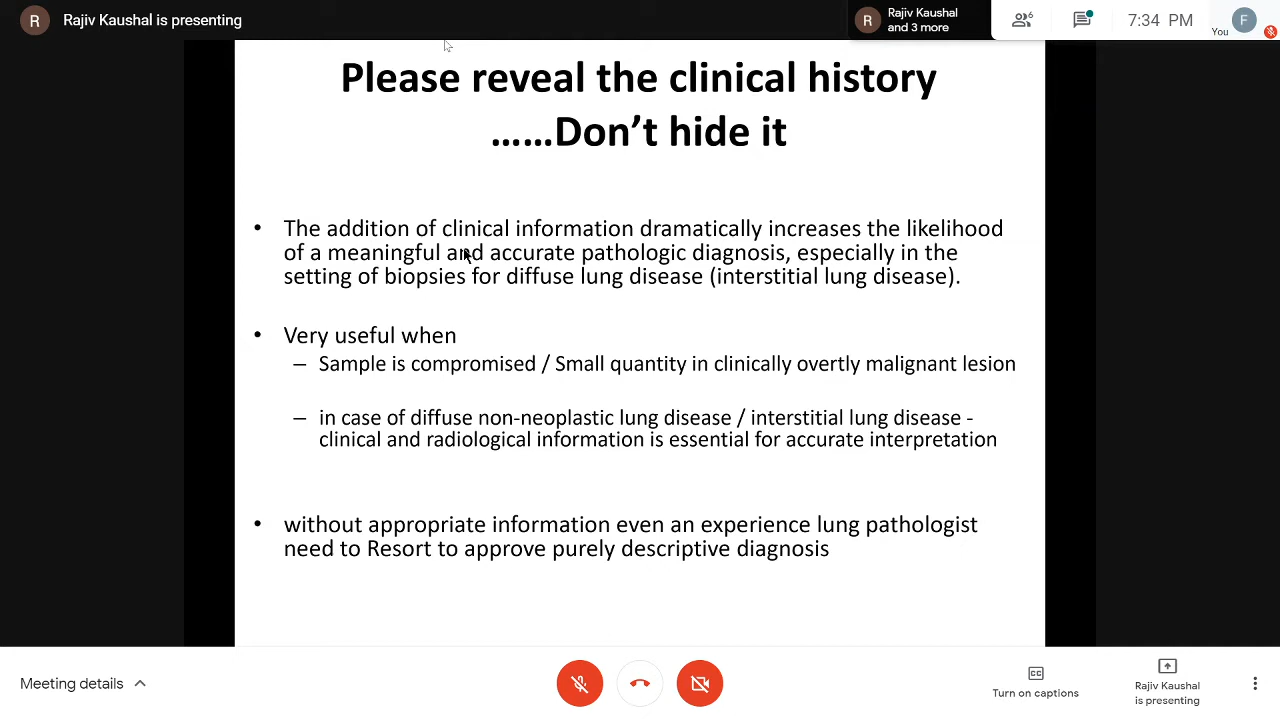 R Rajiv Kaushal is presenting
R Rajiv Kaushal
and 3 more
6
7:34 PM
You
F
Please reveal the clinical history
……Don’t hide it
• The addition of clinical information dramatically increases the likelihood
of a meaningful and accurate pathologic diagnosis, especially in the
setting of biopsies for diffuse lung disease (interstitial lung disease).
• Very useful when
– Sample is compromised / Small quantity in clinically overtly malignant lesion
– in case of diffuse non-neoplastic lung disease / interstitial lung disease -
clinical and radiological information is essential for accurate interpretation
• without appropriate information even an experience lung pathologist
need to Resort to approve purely descriptive diagnosis
Meeting details
CC
Turn on captions
Rajiv Kaushal
is presenting